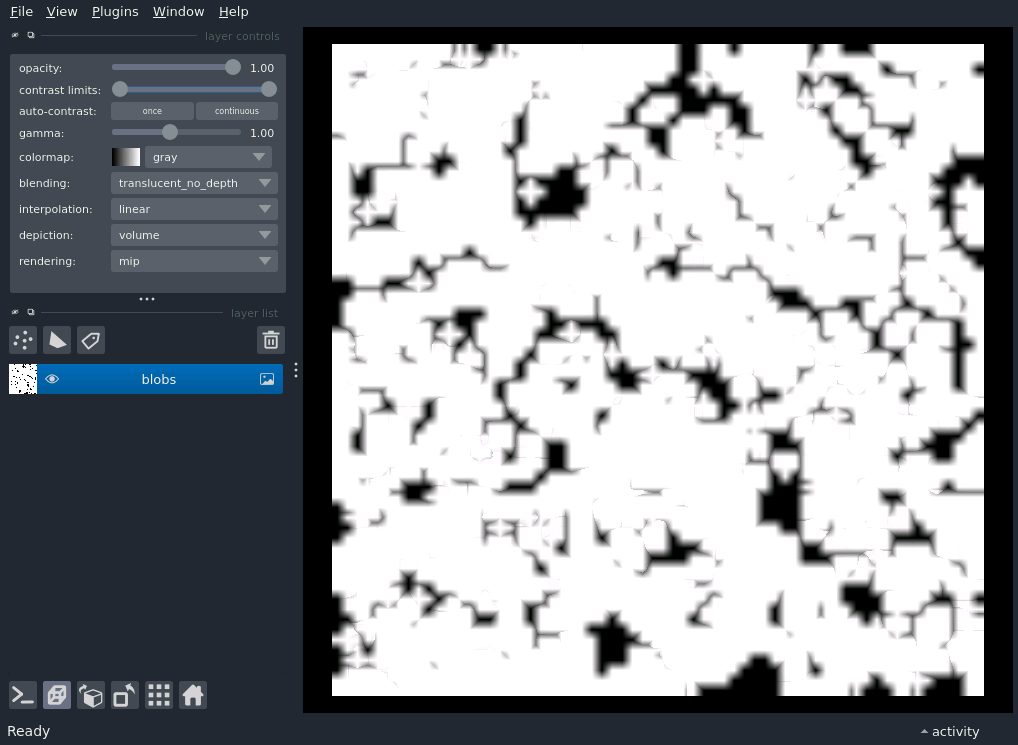 File View Plugins Window Help
layer controls
opacity: 1.00
contrast limits:
auto-contrast: once continuous
gamma: 1.00
colormap: gray
blending: translucent_no_depth
interpolation: linear
depiction: volume
rendering: mip
layer list
blobs
Ready activity